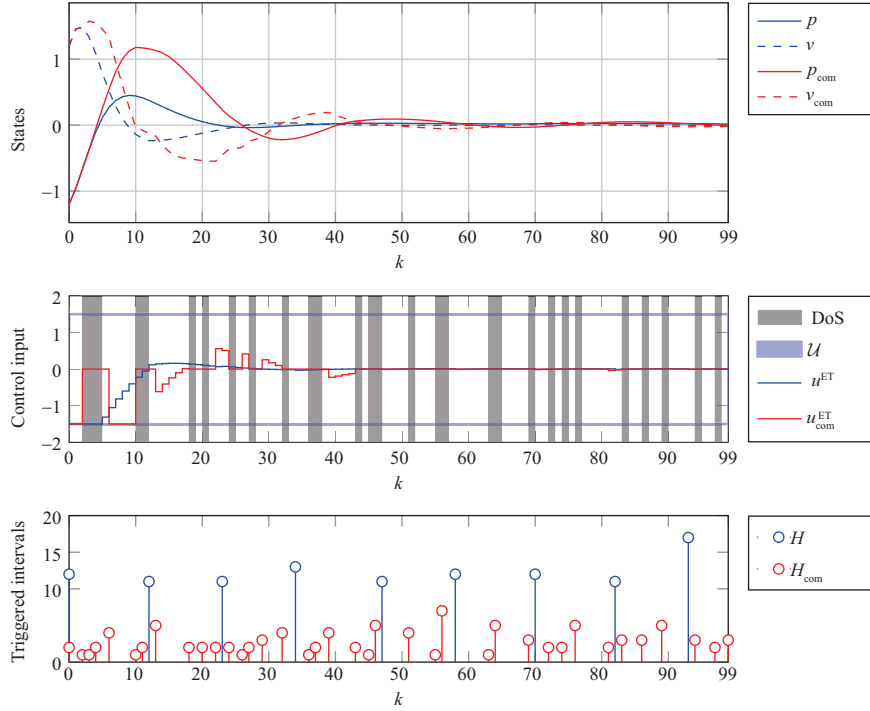 1
0
−1
States
0 10 20 30 40 50 60 70 80 90 99
k
p
v
p_com
v_com
2
1
0
−1
−2
Control input
0 10 20 30 40 50 60 70 80 90 99
k
DoS
𝒰
u^ET
u^ET_com
20
15
10
5
0
Triggered intervals
0 10 20 30 40 50 60 70 80 90 99
k
H
H_com